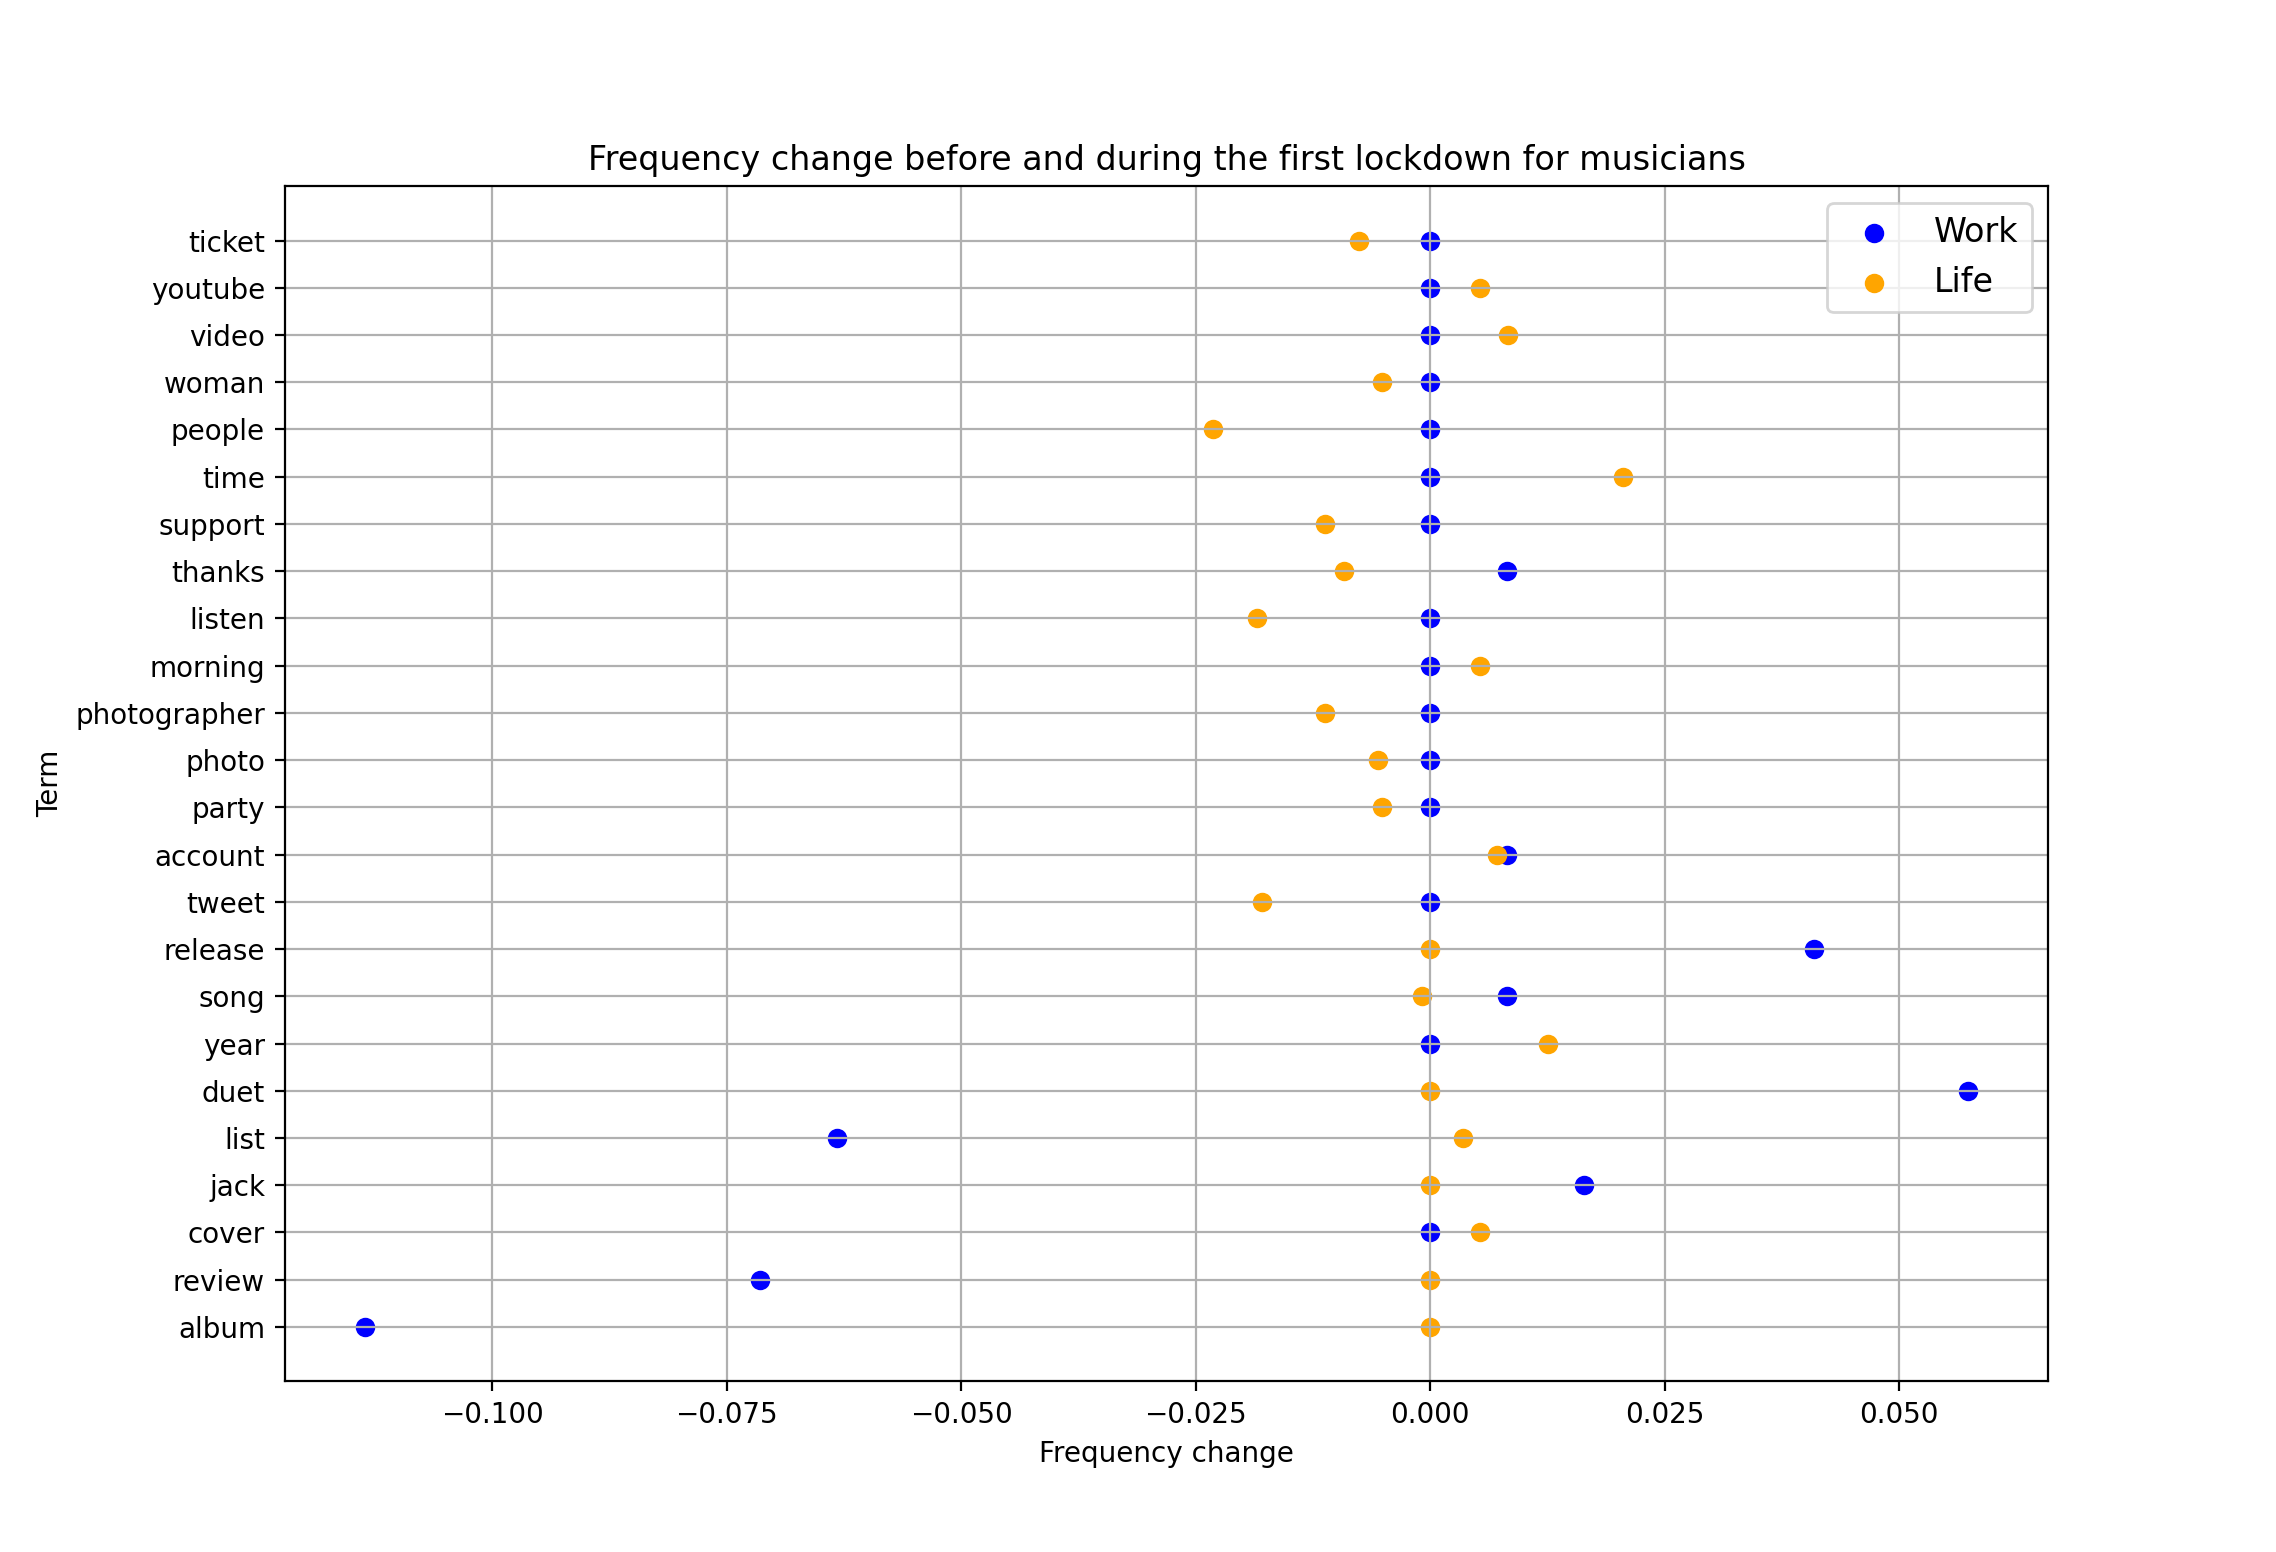 Frequency change before and during the first lockdown for musicians
Work
Life
ticket
youtube
video
woman
people
time
support
thanks
listen
morning
photographer
photo
party
account
tweet
release
song
year
duet
list
jack
cover
review
album
Term
−0.100 −0.075 −0.050 −0.025 0.000 0.025 0.050
Frequency change